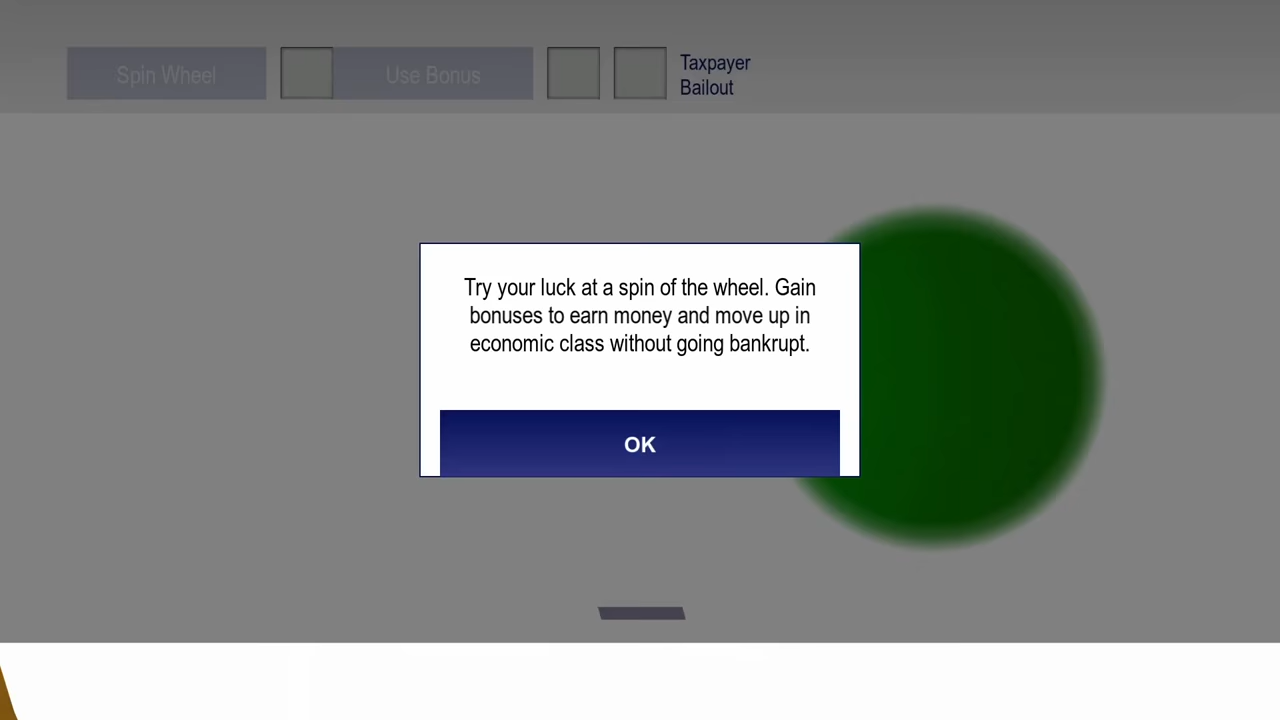 Spin Wheel
Use Bonus
Taxpayer
Bailout
Try your luck at a spin of the wheel. Gain
bonuses to earn money and move up in
economic class without going bankrupt.
OK